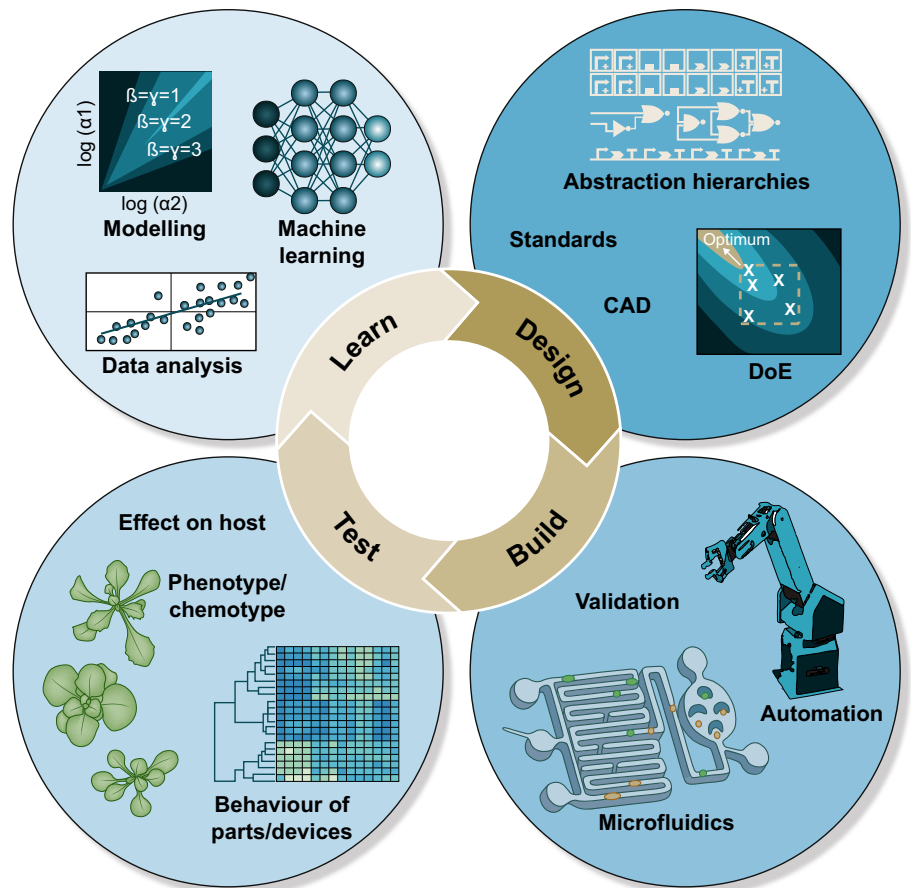 ß=ɣ=1
ß=ɣ=2
ß=ɣ=3
log (α1)
log (α2)
Modelling
Machine
learning
Data analysis
Abstraction hierarchies
Standards
CAD
Optimum
X
X
X
X
X
DoE
Learn
Design
Test
Build
Effect on host
Phenotype/
chemotype
Behaviour of
parts/devices
Validation
Automation
Microfluidics